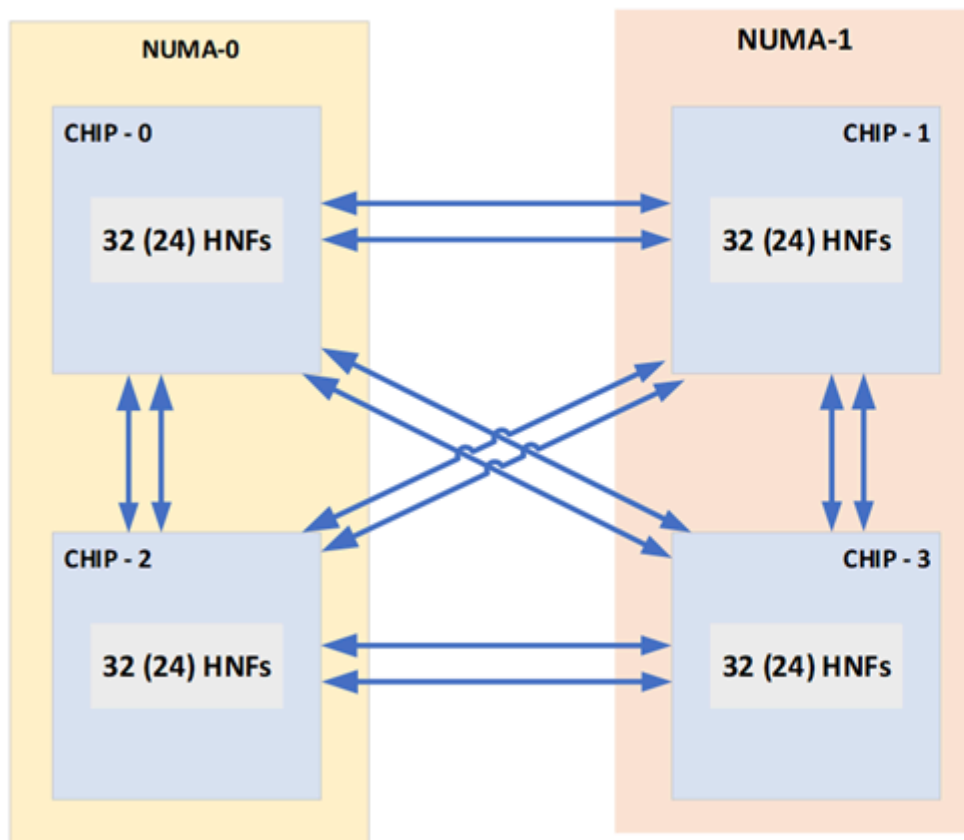 NUMA-0
NUMA-1
CHIP - 0
CHIP - 1
32 (24) HNFs
32 (24) HNFs
CHIP - 2
CHIP - 3
32 (24) HNFs
32 (24) HNFs